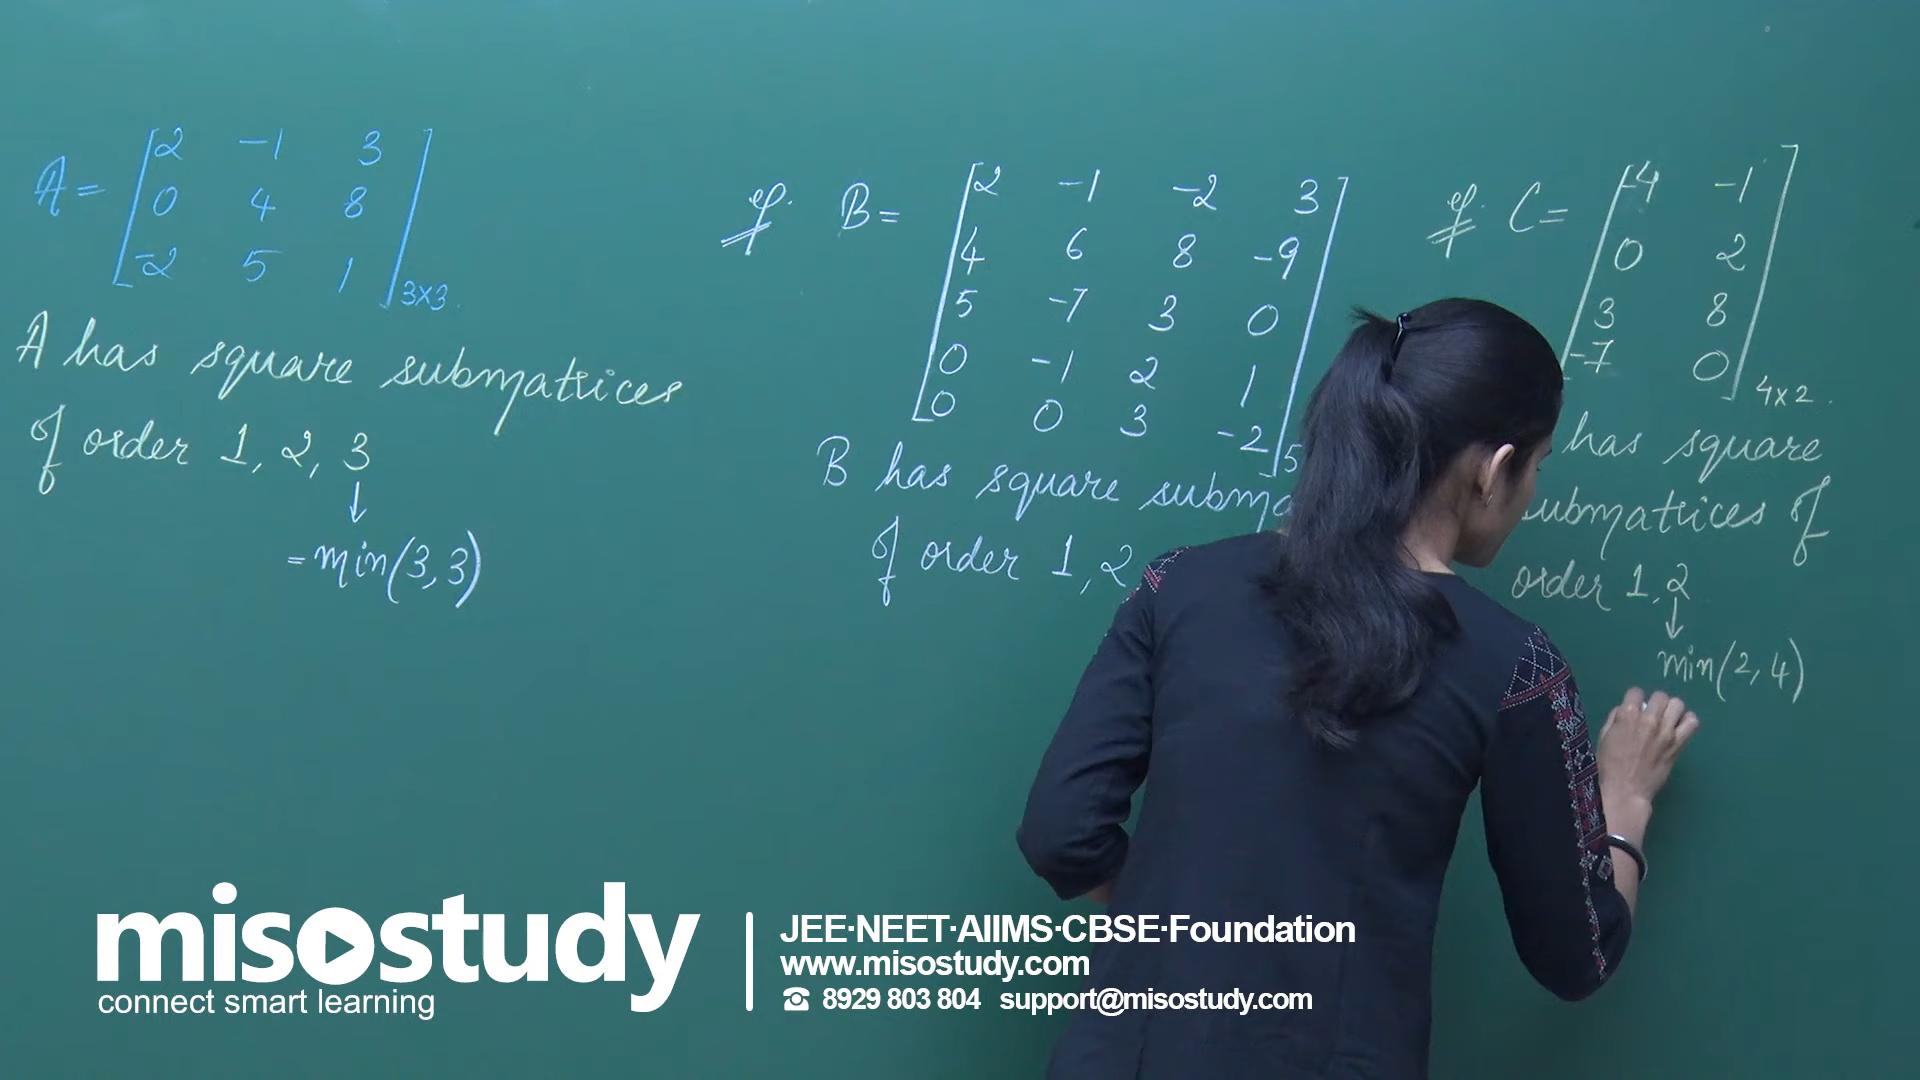 A = [2 -1 3
0 4 8
-2 5 1] 3x3.
A has square submatrices
of order 1, 2, 3
↓
= min(3, 3)
eg. B = [2 -1 -2 3
4 6 8 -9
5 -7 3 0
0 -1 2 1
0 0 3 -2] 5
B has square subma
of order 1, 2
eg. C = [-4 -1
0 2
3 8
-7 0] 4x2.
has square
submatrices of
order 1, 2
↓
min(2, 4)
misostudy
connect smart learning
JEE·NEET·AIIMS·CBSE·Foundation
www.misostudy.com
☎ 8929 803 804 support@misostudy.com